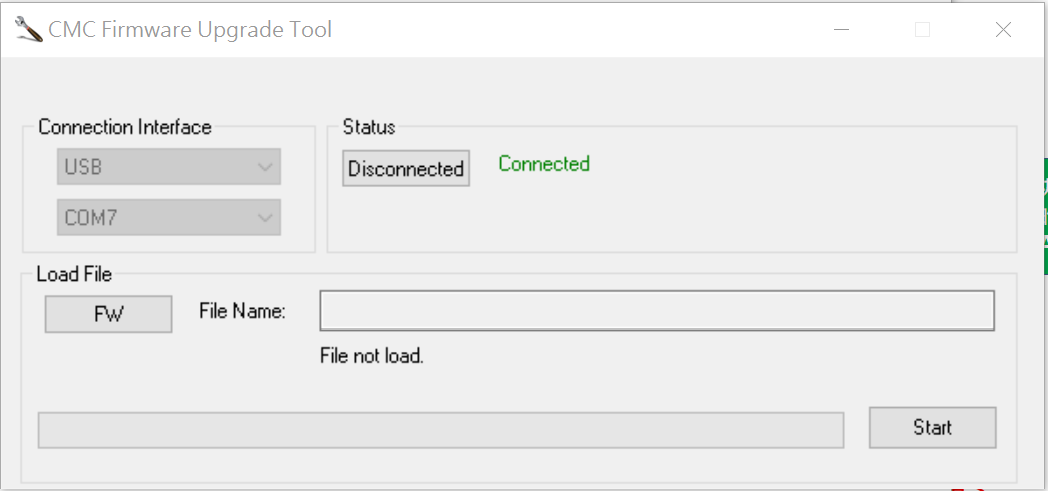 CMC Firmware Upgrade Tool
Connection Interface
USB
COM7
Status
Disconnected
Connected
Load File
FW
File Name:
File not load.
Start